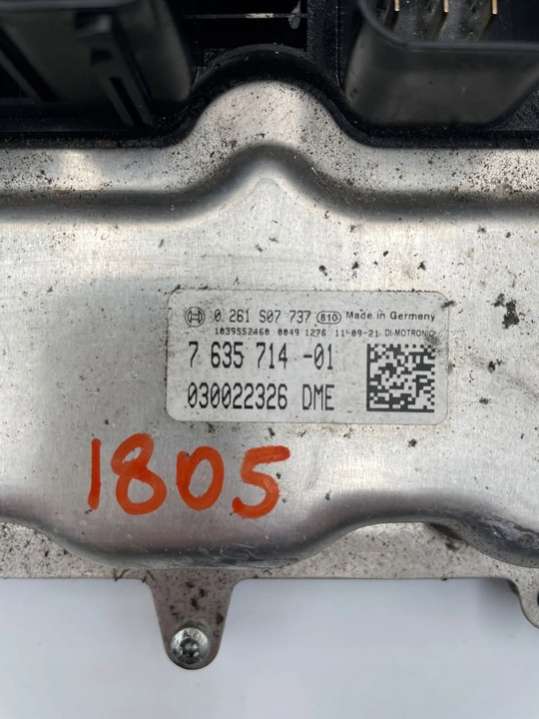 0 261 S07 737 810 Made in Germany
1039S52460 0049 1276 11-09-21 DI-MOTRONIC
7 635 714 -01
030022326 DME
1805